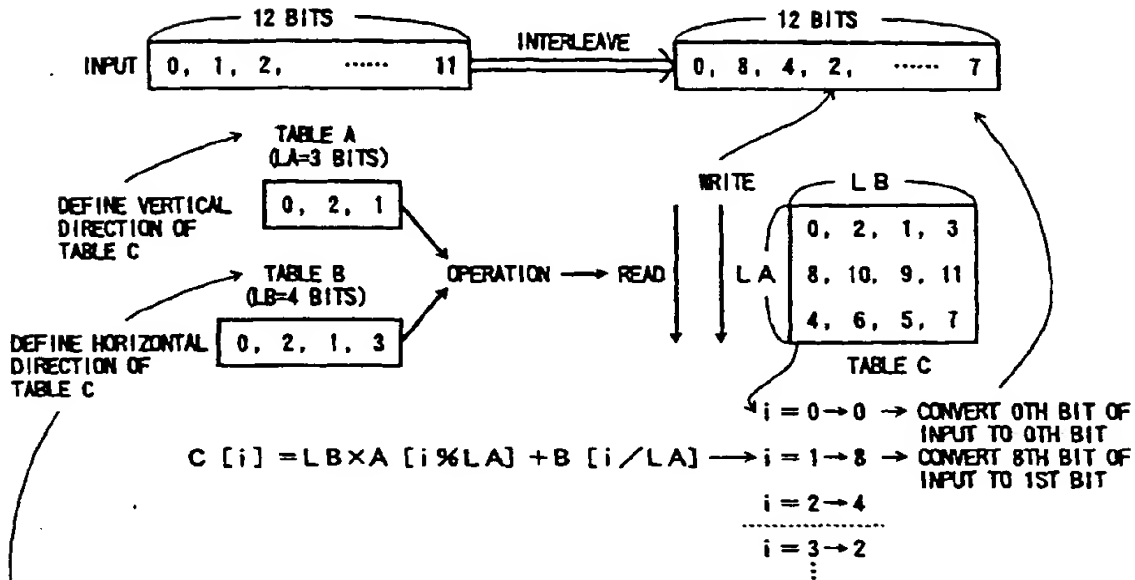 12 BITS
12 BITS
INPUT 0, 1, 2, ...... 11
INTERLEAVE
0, 8, 4, 2, ...... 7
TABLE A
(LA=3 BITS)
0, 2, 1
DEFINE VERTICAL
DIRECTION OF
TABLE C
TABLE B
(LB=4 BITS)
0, 2, 1, 3
DEFINE HORIZONTAL
DIRECTION OF
TABLE C
OPERATION
READ
WRITE
LB
LA
0, 2, 1, 3
8, 10, 9, 11
4, 6, 5, 7
TABLE C
i = 0 → 0 → CONVERT 0TH BIT OF
INPUT TO 0TH BIT
C [i] = LB×A [i%LA] + B [i/LA] → i = 1 → 8 → CONVERT 8TH BIT OF
INPUT TO 1ST BIT
i = 2 → 4
i = 3 → 2
⋮